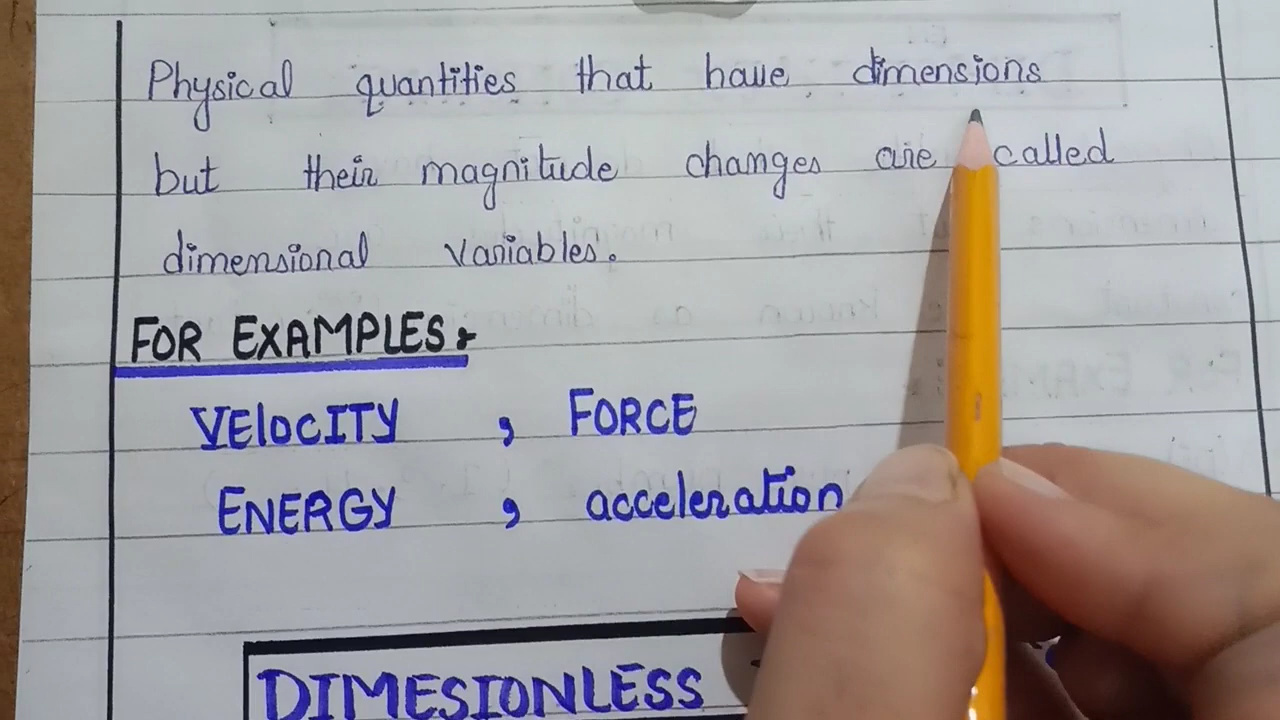 Physical quantities that have dimensions
but their magnitude changes are called
dimensional variables.
FOR EXAMPLES:-
VELOCITY , FORCE
ENERGY , acceleration
DIMESIONLESS